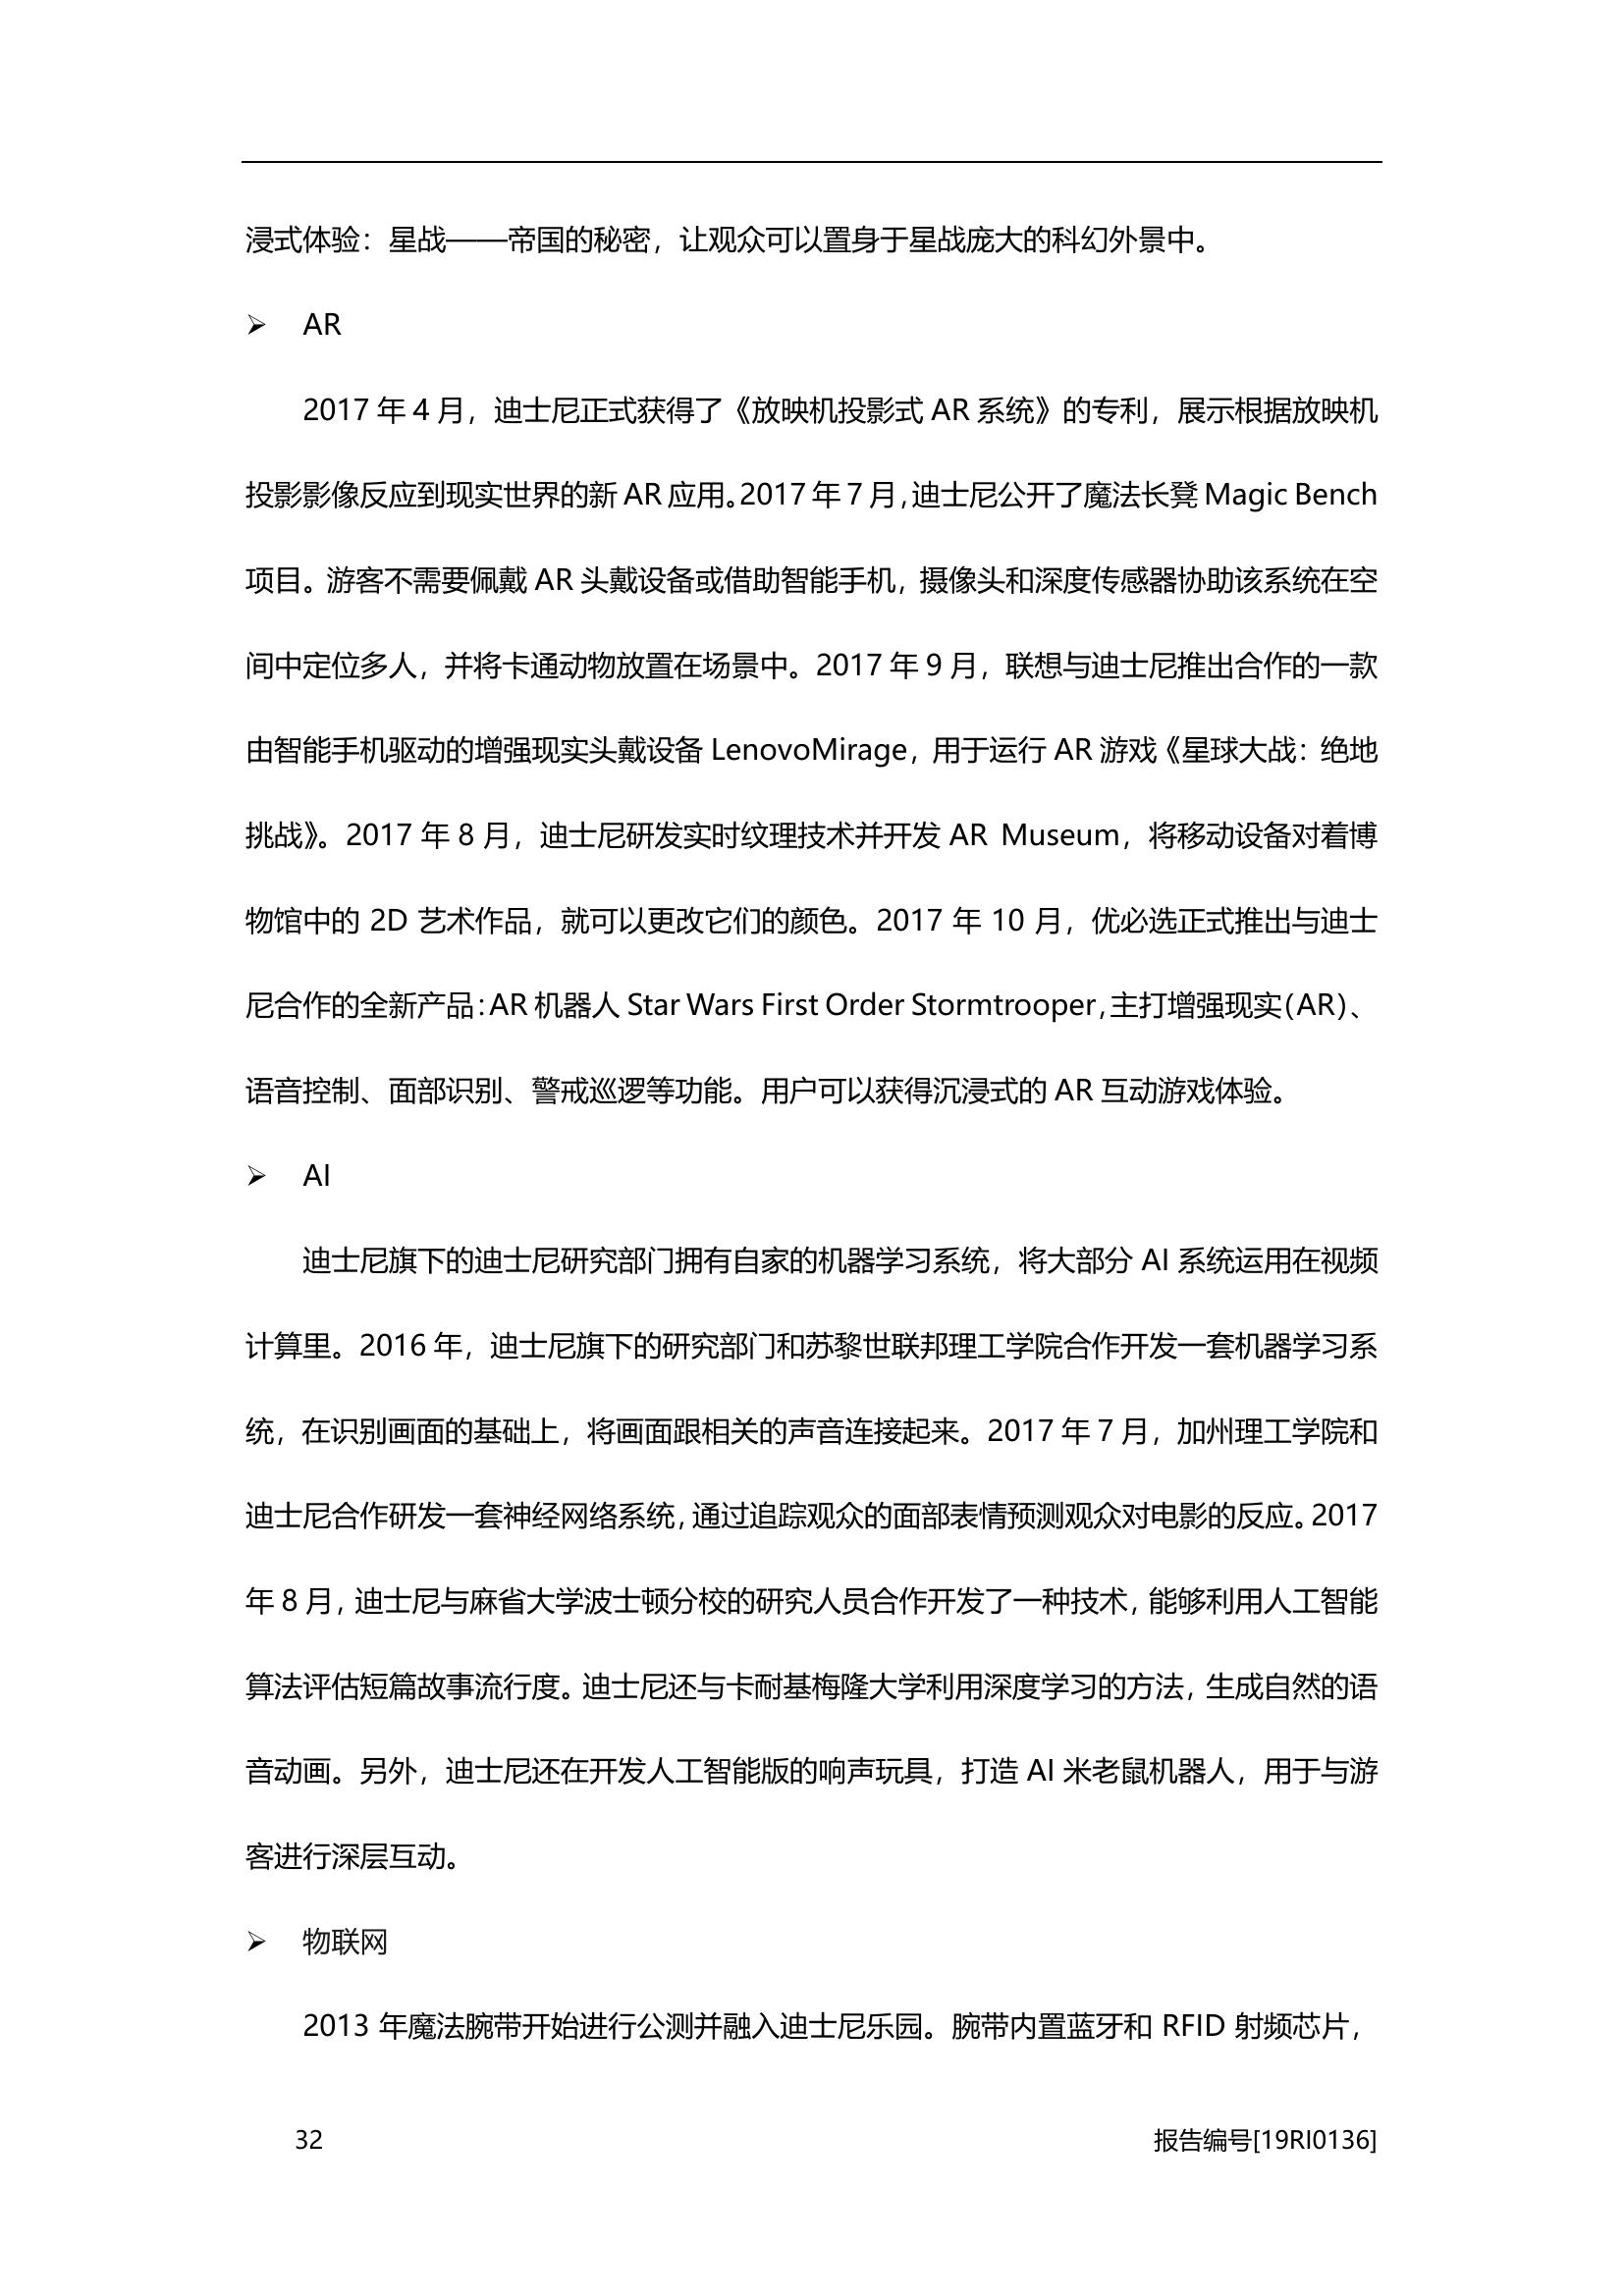 浸式体验：星战——帝国的秘密，让观众可以置身于星战庞大的科幻外景中。
➢ AR
2017 年 4 月，迪士尼正式获得了《放映机投影式 AR 系统》的专利，展示根据放映机
投影影像反应到现实世界的新 AR 应用。2017 年 7 月，迪士尼公开了魔法长凳 Magic Bench
项目。游客不需要佩戴 AR 头戴设备或借助智能手机，摄像头和深度传感器协助该系统在空
间中定位多人，并将卡通动物放置在场景中。2017 年 9 月，联想与迪士尼推出合作的一款
由智能手机驱动的增强现实头戴设备 LenovoMirage，用于运行 AR 游戏《星球大战：绝地
挑战》。2017 年 8 月，迪士尼研发实时纹理技术并开发 AR Museum，将移动设备对着博
物馆中的 2D 艺术作品，就可以更改它们的颜色。2017 年 10 月，优必选正式推出与迪士
尼合作的全新产品：AR 机器人 Star Wars First Order Stormtrooper，主打增强现实（AR）、
语音控制、面部识别、警戒巡逻等功能。用户可以获得沉浸式的 AR 互动游戏体验。
➢ AI
迪士尼旗下的迪士尼研究部门拥有自家的机器学习系统，将大部分 AI 系统运用在视频
计算里。2016 年，迪士尼旗下的研究部门和苏黎世联邦理工学院合作开发一套机器学习系
统，在识别画面的基础上，将画面跟相关的声音连接起来。2017 年 7 月，加州理工学院和
迪士尼合作研发一套神经网络系统，通过追踪观众的面部表情预测观众对电影的反应。2017
年 8 月，迪士尼与麻省大学波士顿分校的研究人员合作开发了一种技术，能够利用人工智能
算法评估短篇故事流行度。迪士尼还与卡耐基梅隆大学利用深度学习的方法，生成自然的语
音动画。另外，迪士尼还在开发人工智能版的响声玩具，打造 AI 米老鼠机器人，用于与游
客进行深层互动。
➢ 物联网
2013 年魔法腕带开始进行公测并融入迪士尼乐园。腕带内置蓝牙和 RFID 射频芯片，
32 报告编号[19RI0136]